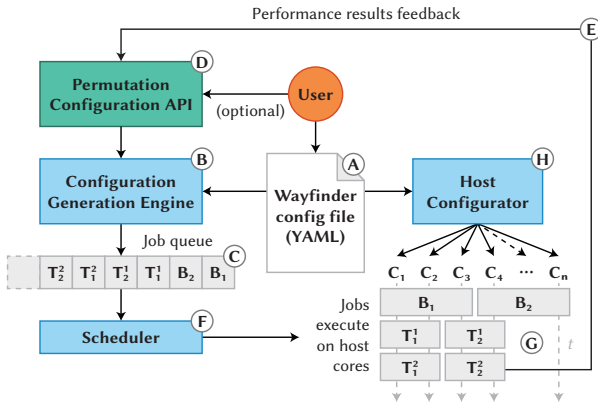 Performance results feedback
E
D
Permutation
Configuration API
(optional)
User
B
A
H
Configuration
Generation Engine
Wayfinder
config file
(YAML)
Host
Configurator
Job queue
C
T₂² T₁² T₂¹ T₁¹ B₂ B₁
C₁ C₂ C₃ C₄ ··· Cₙ
B₁ B₂
F
Scheduler
Jobs
execute
on host
cores
T₁¹ T₂¹
G
t
T₁² T₂²